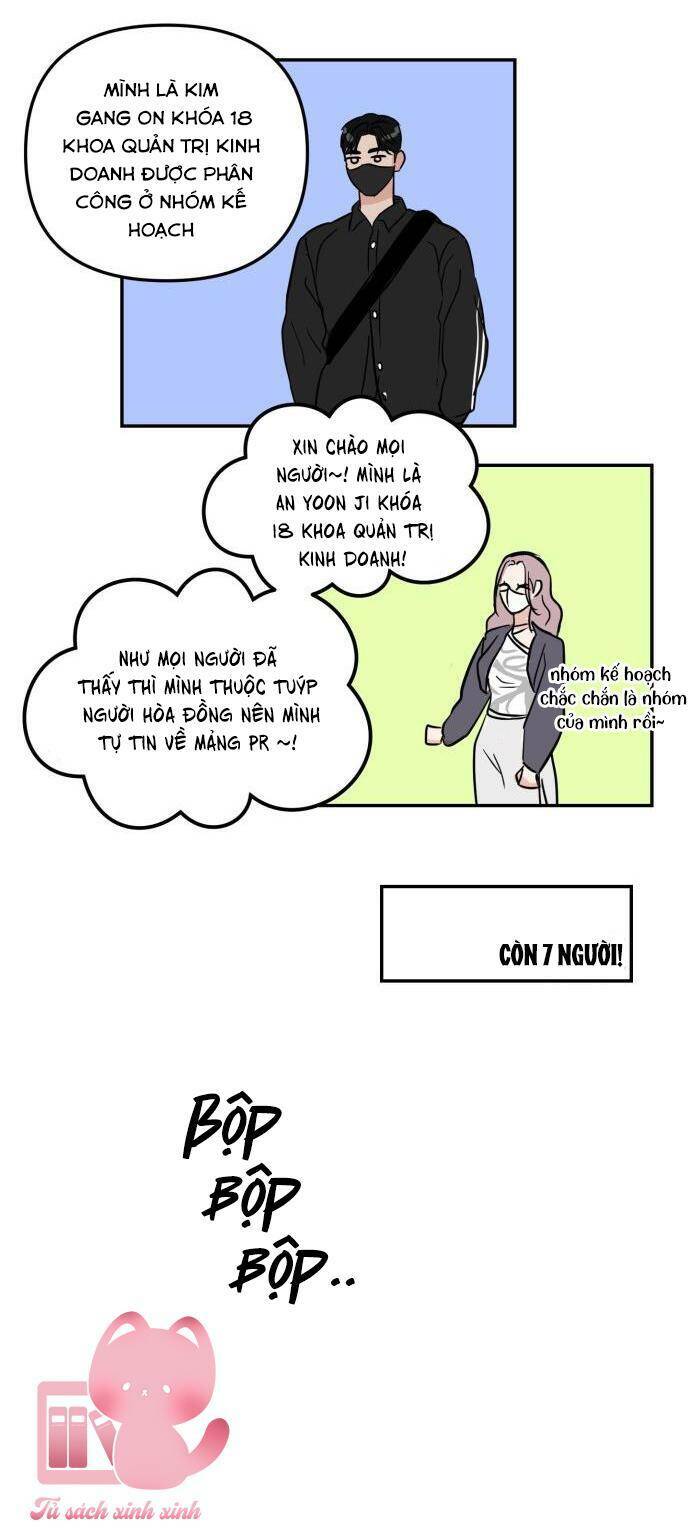 MÌNH LÀ KIM
GANG ON KHÓA 18
KHOA QUẢN TRỊ KINH
DOANH ĐƯỢC PHÂN
CÔNG Ở NHÓM KẾ
HOẠCH
XIN CHÀO MỌI
NGƯỜI~! MÌNH LÀ
AN YOON JI KHÓA
18 KHOA QUẢN TRỊ
KINH DOANH!
NHƯ MỌI NGƯỜI ĐÃ
THẤY THÌ MÌNH THUỘC TUÝP
NGƯỜI HÒA ĐỒNG NÊN MÌNH
TỰ TIN VỀ MẢNG PR ~!
nhóm kế hoạch
chắc chắn là nhóm
của mình rồi~
CÒN 7 NGƯỜI!
BỘP
BỘP
BỘP..
Tủ sách xinh xinh